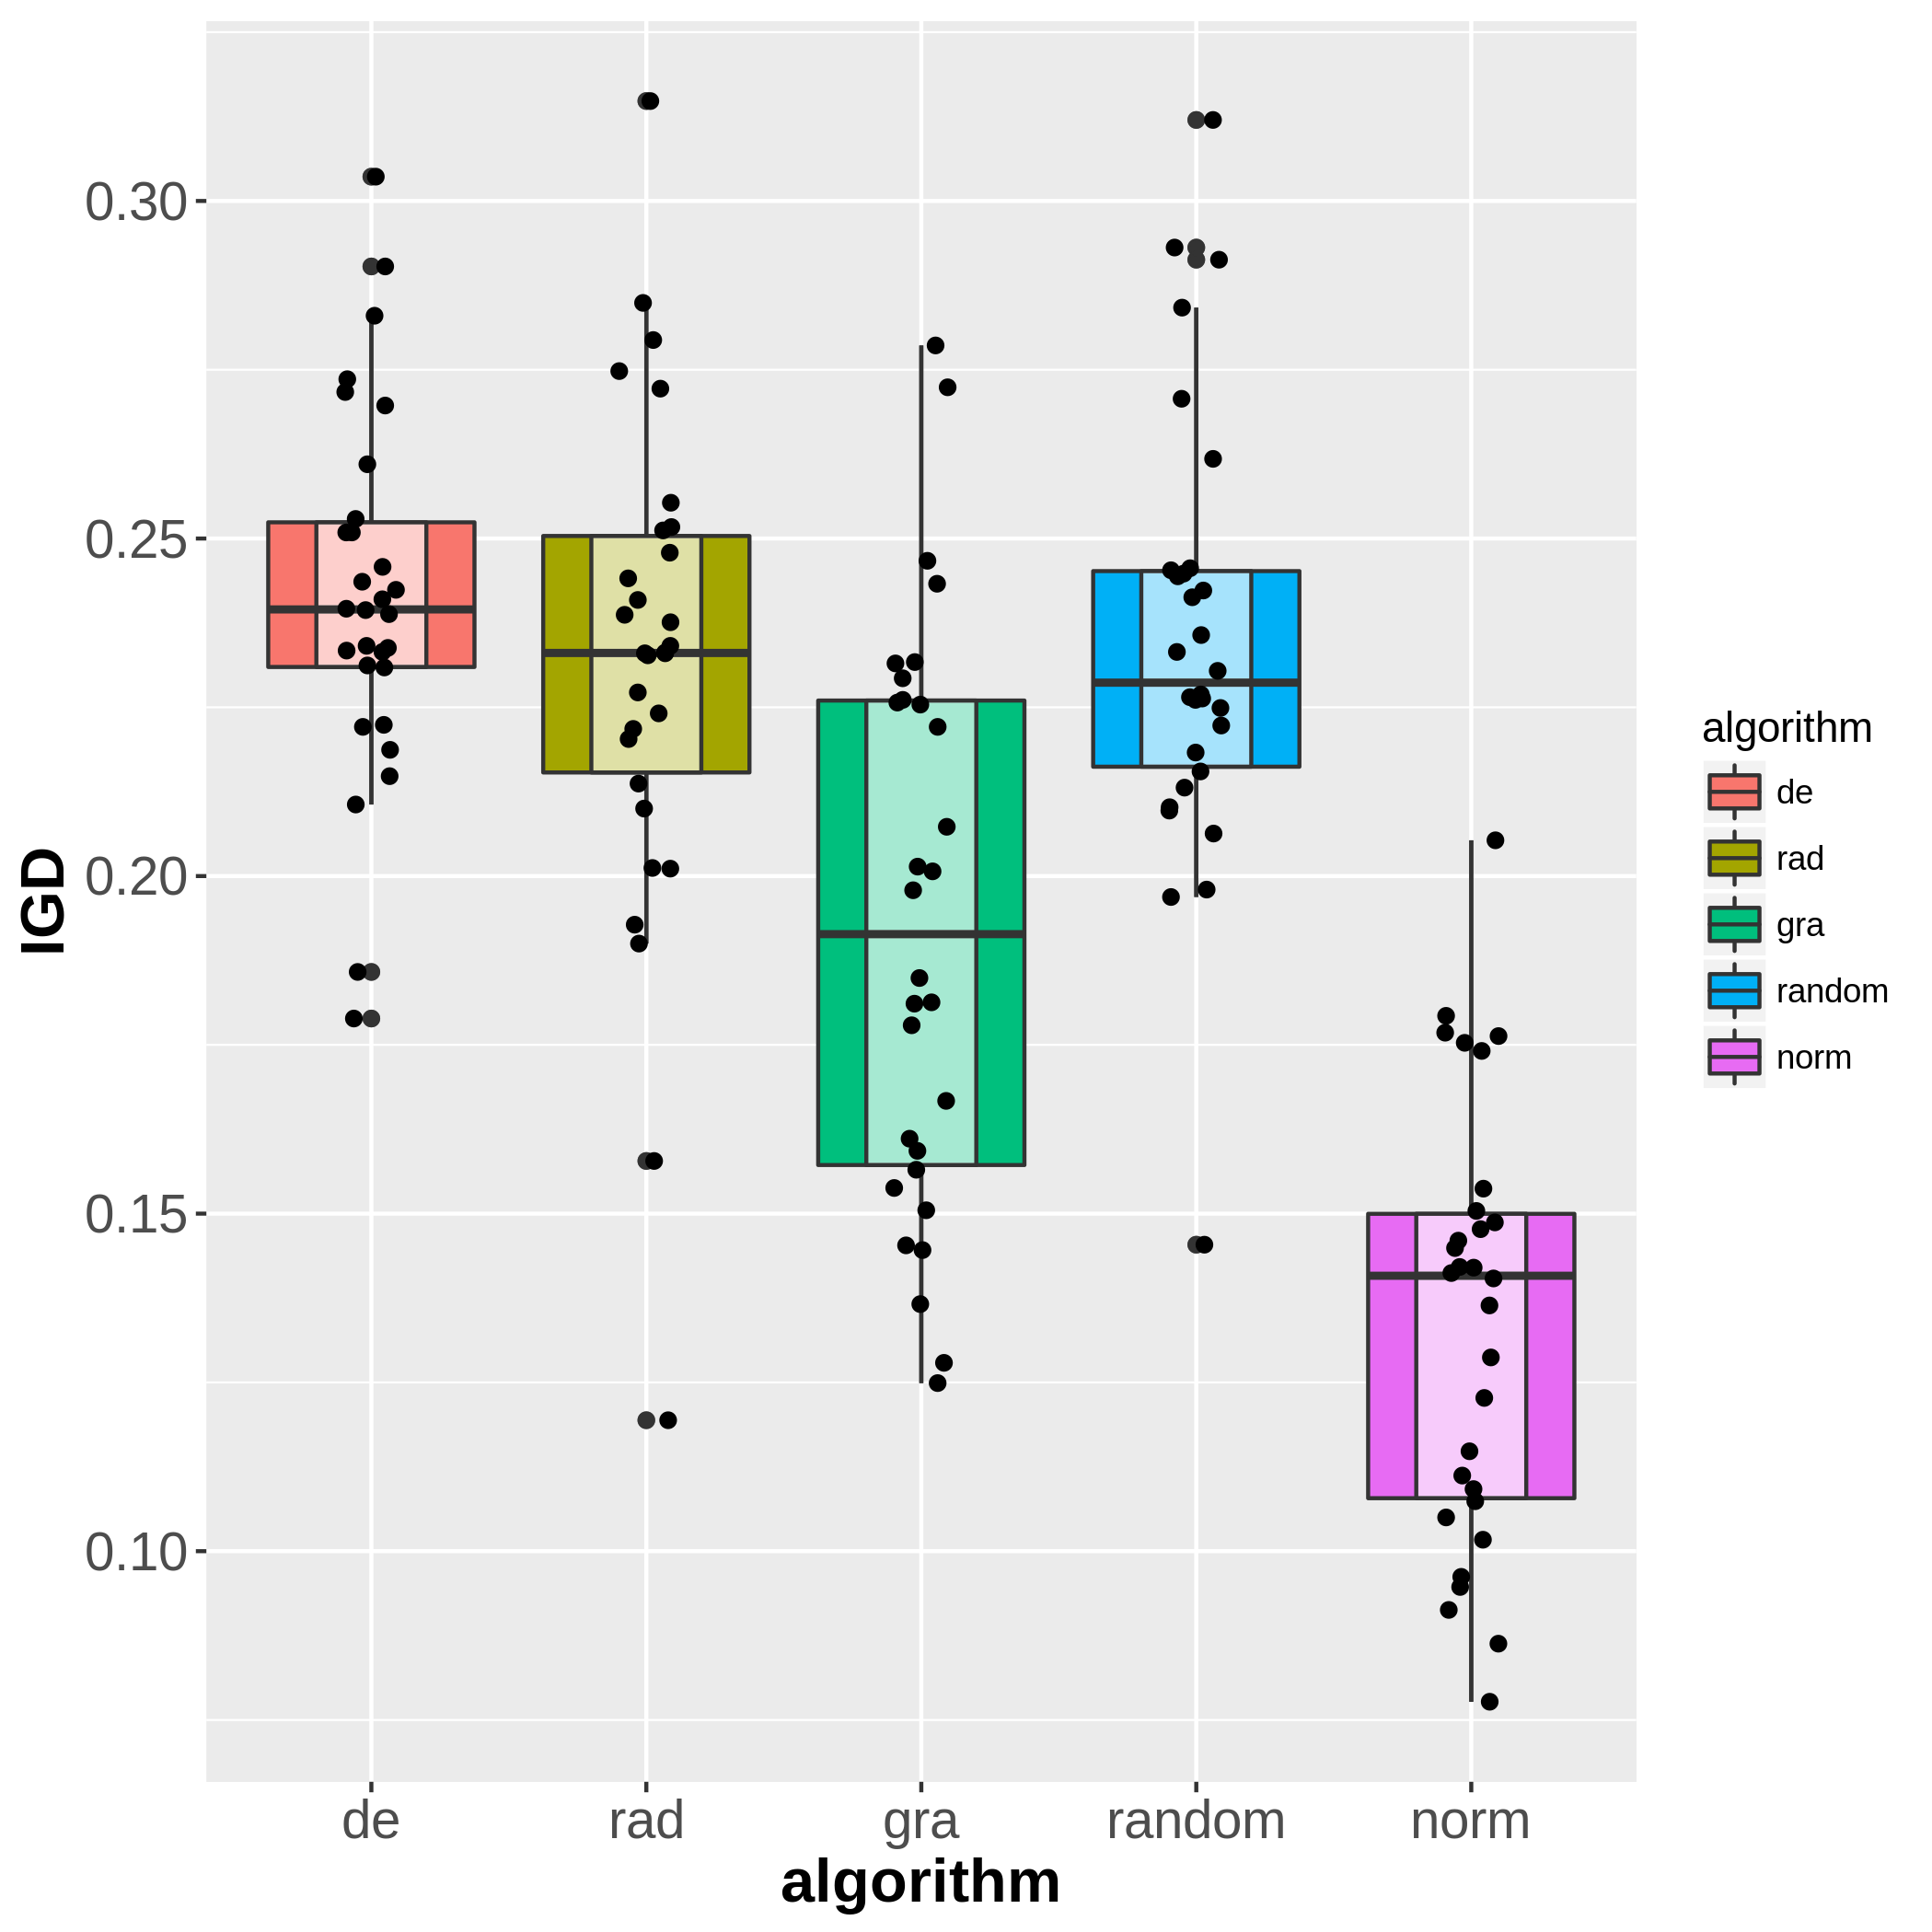 IGD
0.30
0.25
0.20
0.15
0.10
de rad gra random norm
algorithm
algorithm
de
rad
gra
random
norm